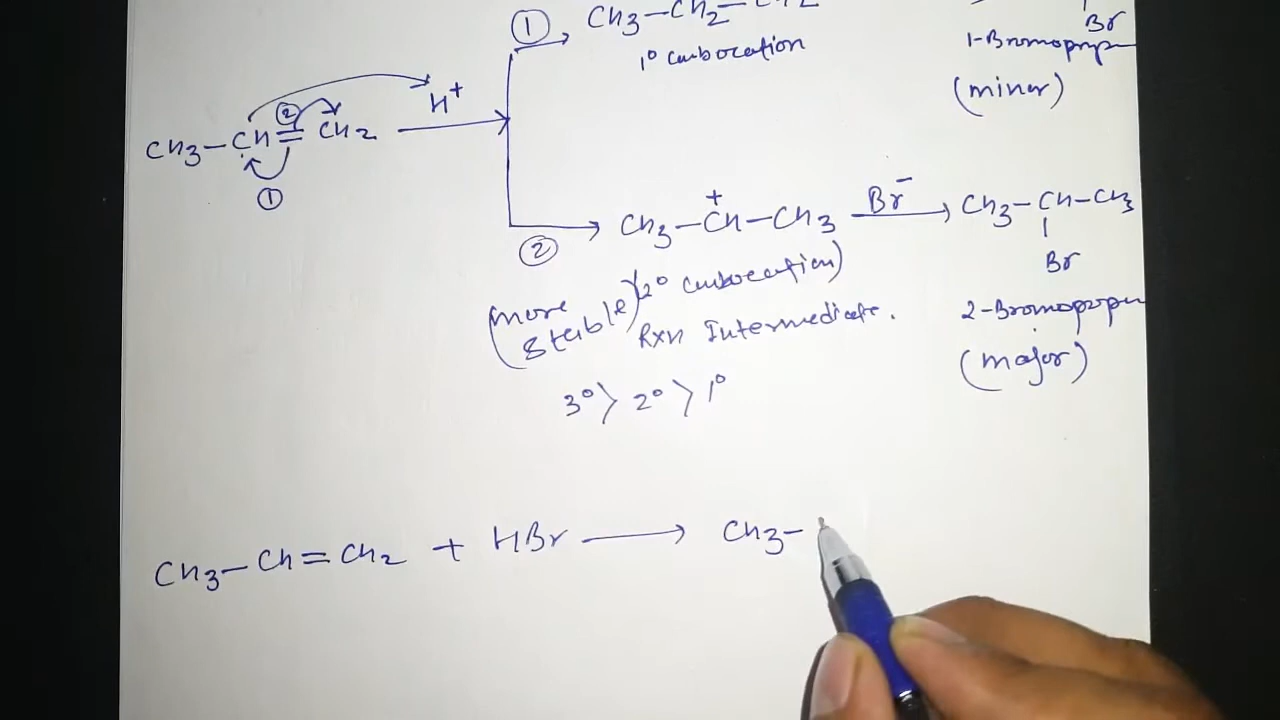 ① CH3-CH2-CH2
Br
1° carbocation
1-Bromoprop
(minor)
② H+
CH3-CH=CH2
①
CH3-CH-CH3 Br- CH3-CH-CH3
+
②
Br
(more stable) (2° carbocation)
Rxn Intermediate.
2-Bromoprop
(major)
3° > 2° > 1°
CH3-CH=CH2 + HBr → CH3-